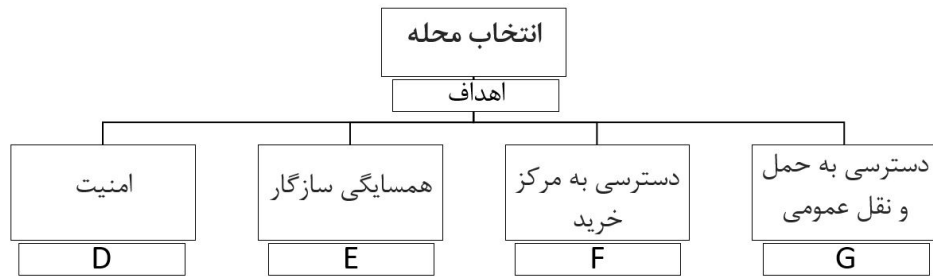 انتخاب محله
اهداف
دسترسی به حمل
و نقل عمومی
G
دسترسی به مرکز
خرید
F
همسایگی سازگار
E
امنیت
D